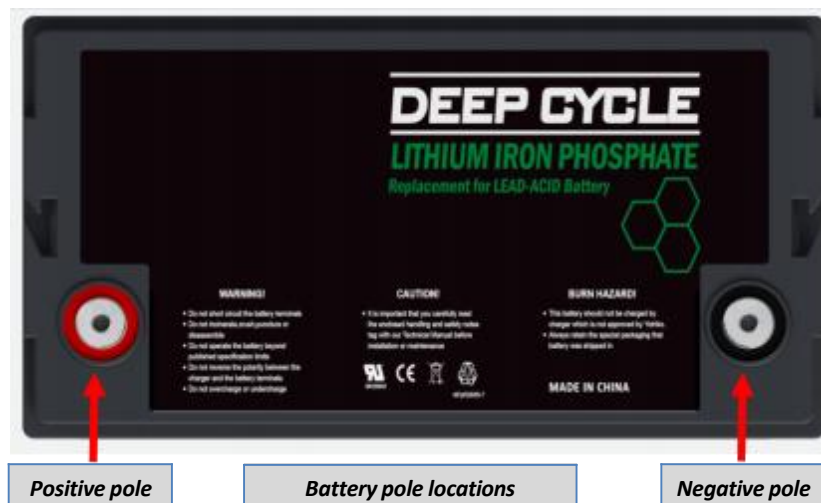 DEEP CYCLE
LITHIUM IRON PHOSPHATE
Replacement for LEAD-ACID Battery
WARNING!
• Do not short circuit the battery terminals
• Do not incinerate, crush, puncture or
disassemble
• Do not operate the battery beyond
published specification limits
• Do not reverse the polarity between the
charger and the battery terminals
• Do not overcharge or undercharge
CAUTION!
• It is important that you carefully read
the enclosed handling and safety notes
tag with our Technical Manual before
installation or maintenance
BURN HAZARD!
• This battery should not be charged by
charger which is not approved by
• Always retain the special packaging that
battery was shipped in
CE
MADE IN CHINA
Positive pole
Battery pole locations
Negative pole